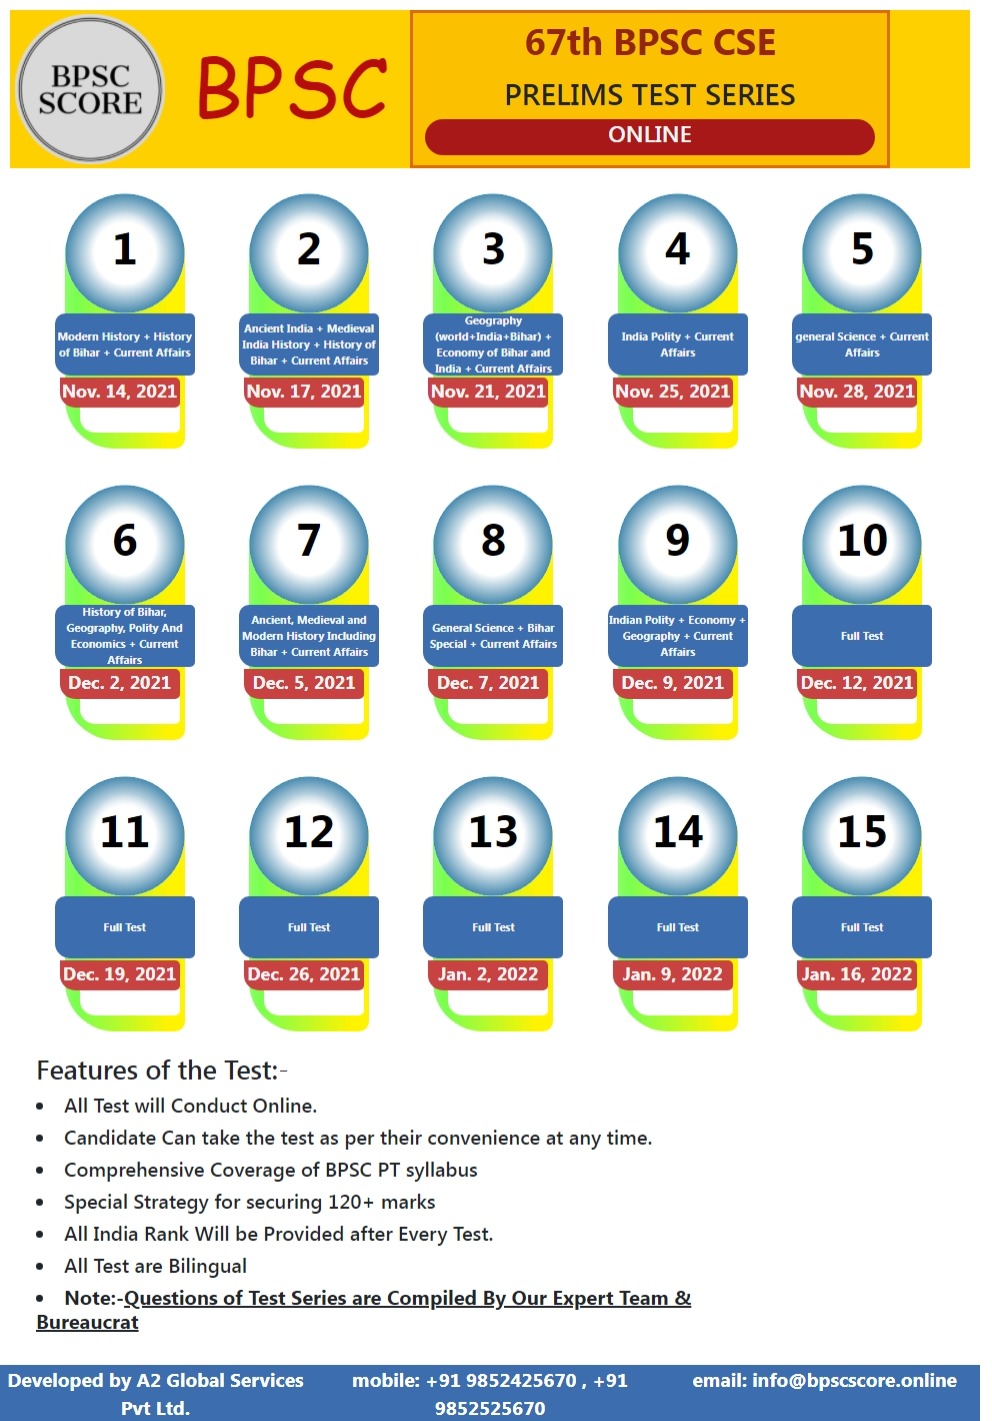 BPSC
SCORE
BPSC
67th BPSC CSE
PRELIMS TEST SERIES
ONLINE
1
Modern History + History
of Bihar + Current Affairs
Nov. 14, 2021
2
Ancient India + Medieval
India History + History of
Bihar + Current Affairs
Nov. 17, 2021
3
Geography
(world+India+Bihar) +
Economy of Bihar and
India + Current Affairs
Nov. 21, 2021
4
India Polity + Current
Affairs
Nov. 25, 2021
5
general Science + Current
Affairs
Nov. 28, 2021
6
History of Bihar,
Geography, Polity And
Economics + Current
Affairs
Dec. 2, 2021
7
Ancient, Medieval and
Modern History Including
Bihar + Current Affairs
Dec. 5, 2021
8
General Science + Bihar
Special + Current Affairs
Dec. 7, 2021
9
Indian Polity + Economy +
Geography + Current
Affairs
Dec. 9, 2021
10
Full Test
Dec. 12, 2021
11
Full Test
Dec. 19, 2021
12
Full Test
Dec. 26, 2021
13
Full Test
Jan. 2, 2022
14
Full Test
Jan. 9, 2022
15
Full Test
Jan. 16, 2022
Features of the Test:-
• All Test will Conduct Online.
• Candidate Can take the test as per their convenience at any time.
• Comprehensive Coverage of BPSC PT syllabus
• Special Strategy for securing 120+ marks
• All India Rank Will be Provided after Every Test.
• All Test are Bilingual
• Note:-Questions of Test Series are Compiled By Our Expert Team &
Bureaucrat
Developed by A2 Global Services
Pvt Ltd.
mobile: +91 9852425670 , +91
9852525670
email: info@bpscscore.online